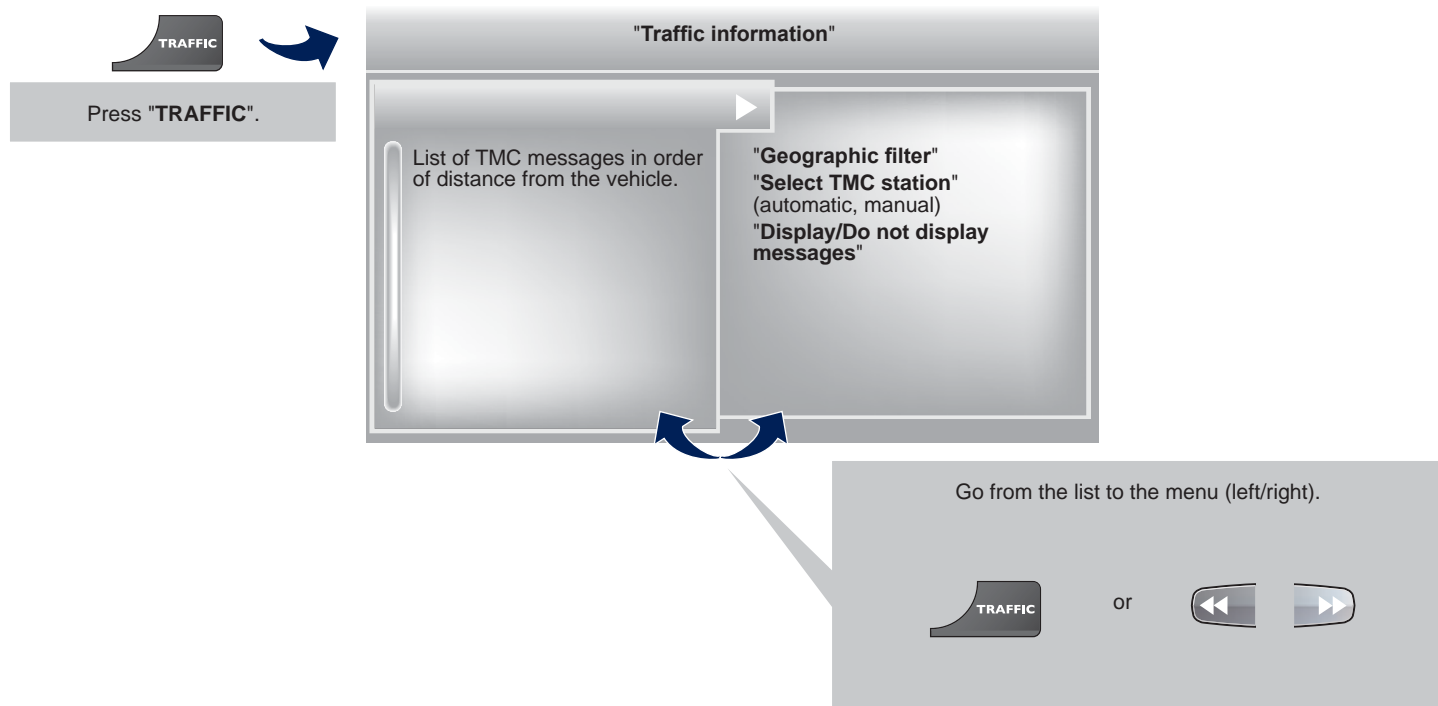 TRAFFIC
Press "TRAFFIC".
"Traffic information"
List of TMC messages in order
of distance from the vehicle.
"Geographic filter"
"Select TMC station"
(automatic, manual)
"Display/Do not display
messages"
Go from the list to the menu (left/right).
TRAFFIC
or